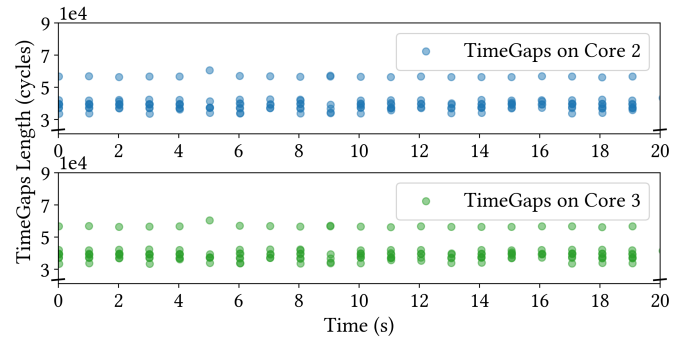 1e4
TimeGaps on Core 2
9
7
5
3
0 2 4 6 8 10 12 14 16 18 20
TimeGaps Length (cycles)
1e4
TimeGaps on Core 3
9
7
5
3
0 2 4 6 8 10 12 14 16 18 20
Time (s)